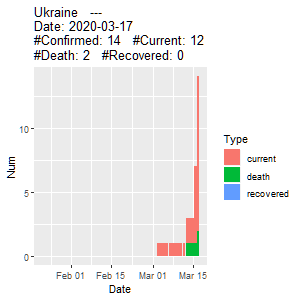 Ukraine   ---
Date: 2020-03-17
#Confirmed: 14   #Current: 12
#Death: 2   #Recovered: 0
Num
10
5
0
Feb 01   Feb 15   Mar 01   Mar 15
Date
Type
current
death
recovered